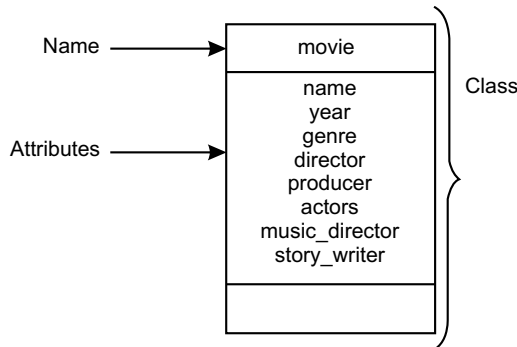 Name
movie
Class
Attributes
name
year
genre
director
producer
actors
music_director
story_writer